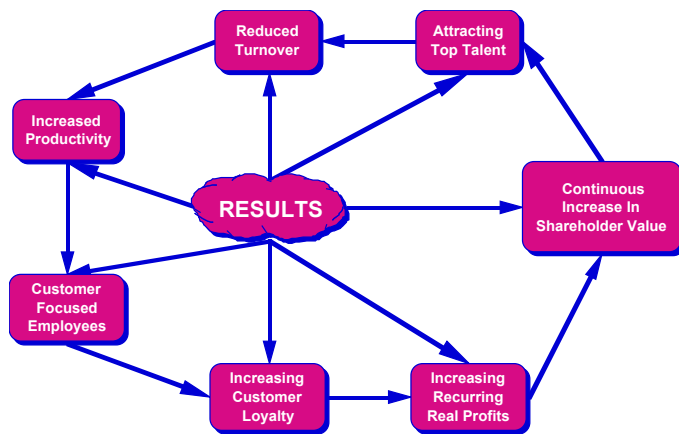 Reduced
Turnover
Attracting
Top Talent
Increased
Productivity
RESULTS
Continuous
Increase In
Shareholder Value
Customer
Focused
Employees
Increasing
Customer
Loyalty
Increasing
Recurring
Real Profits